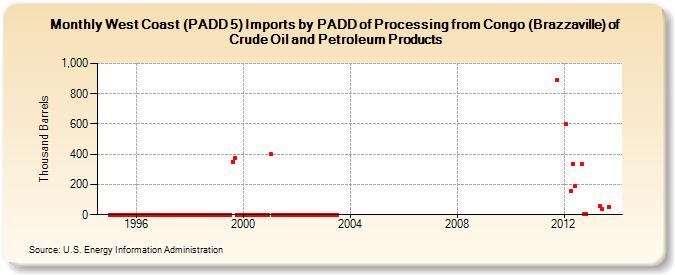 Monthly West Coast (PADD 5) Imports by PADD of Processing from Congo (Brazzaville) of
Crude Oil and Petroleum Products
Thousand Barrels
1,000
800
600
400
200
0
1996
2000
2004
2008
2012
Source: U.S. Energy Information Administration